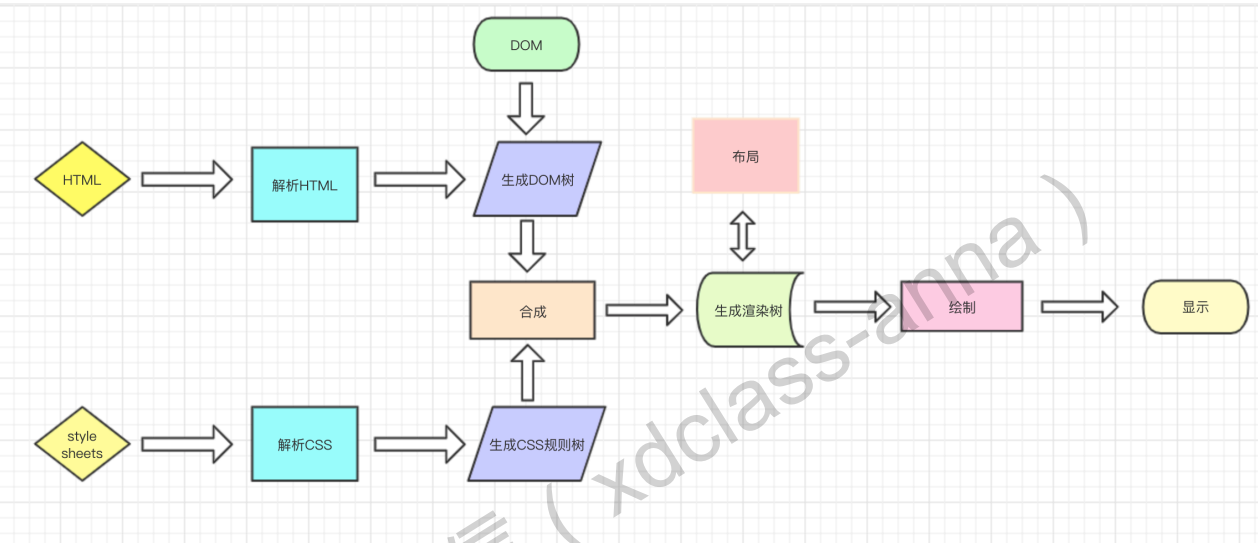 DOM
布局
HTML
解析HTML
生成DOM树
合成
生成渲染树
绘制
显示
style
sheets
解析CSS
生成CSS规则树
信（xdclass-anna）